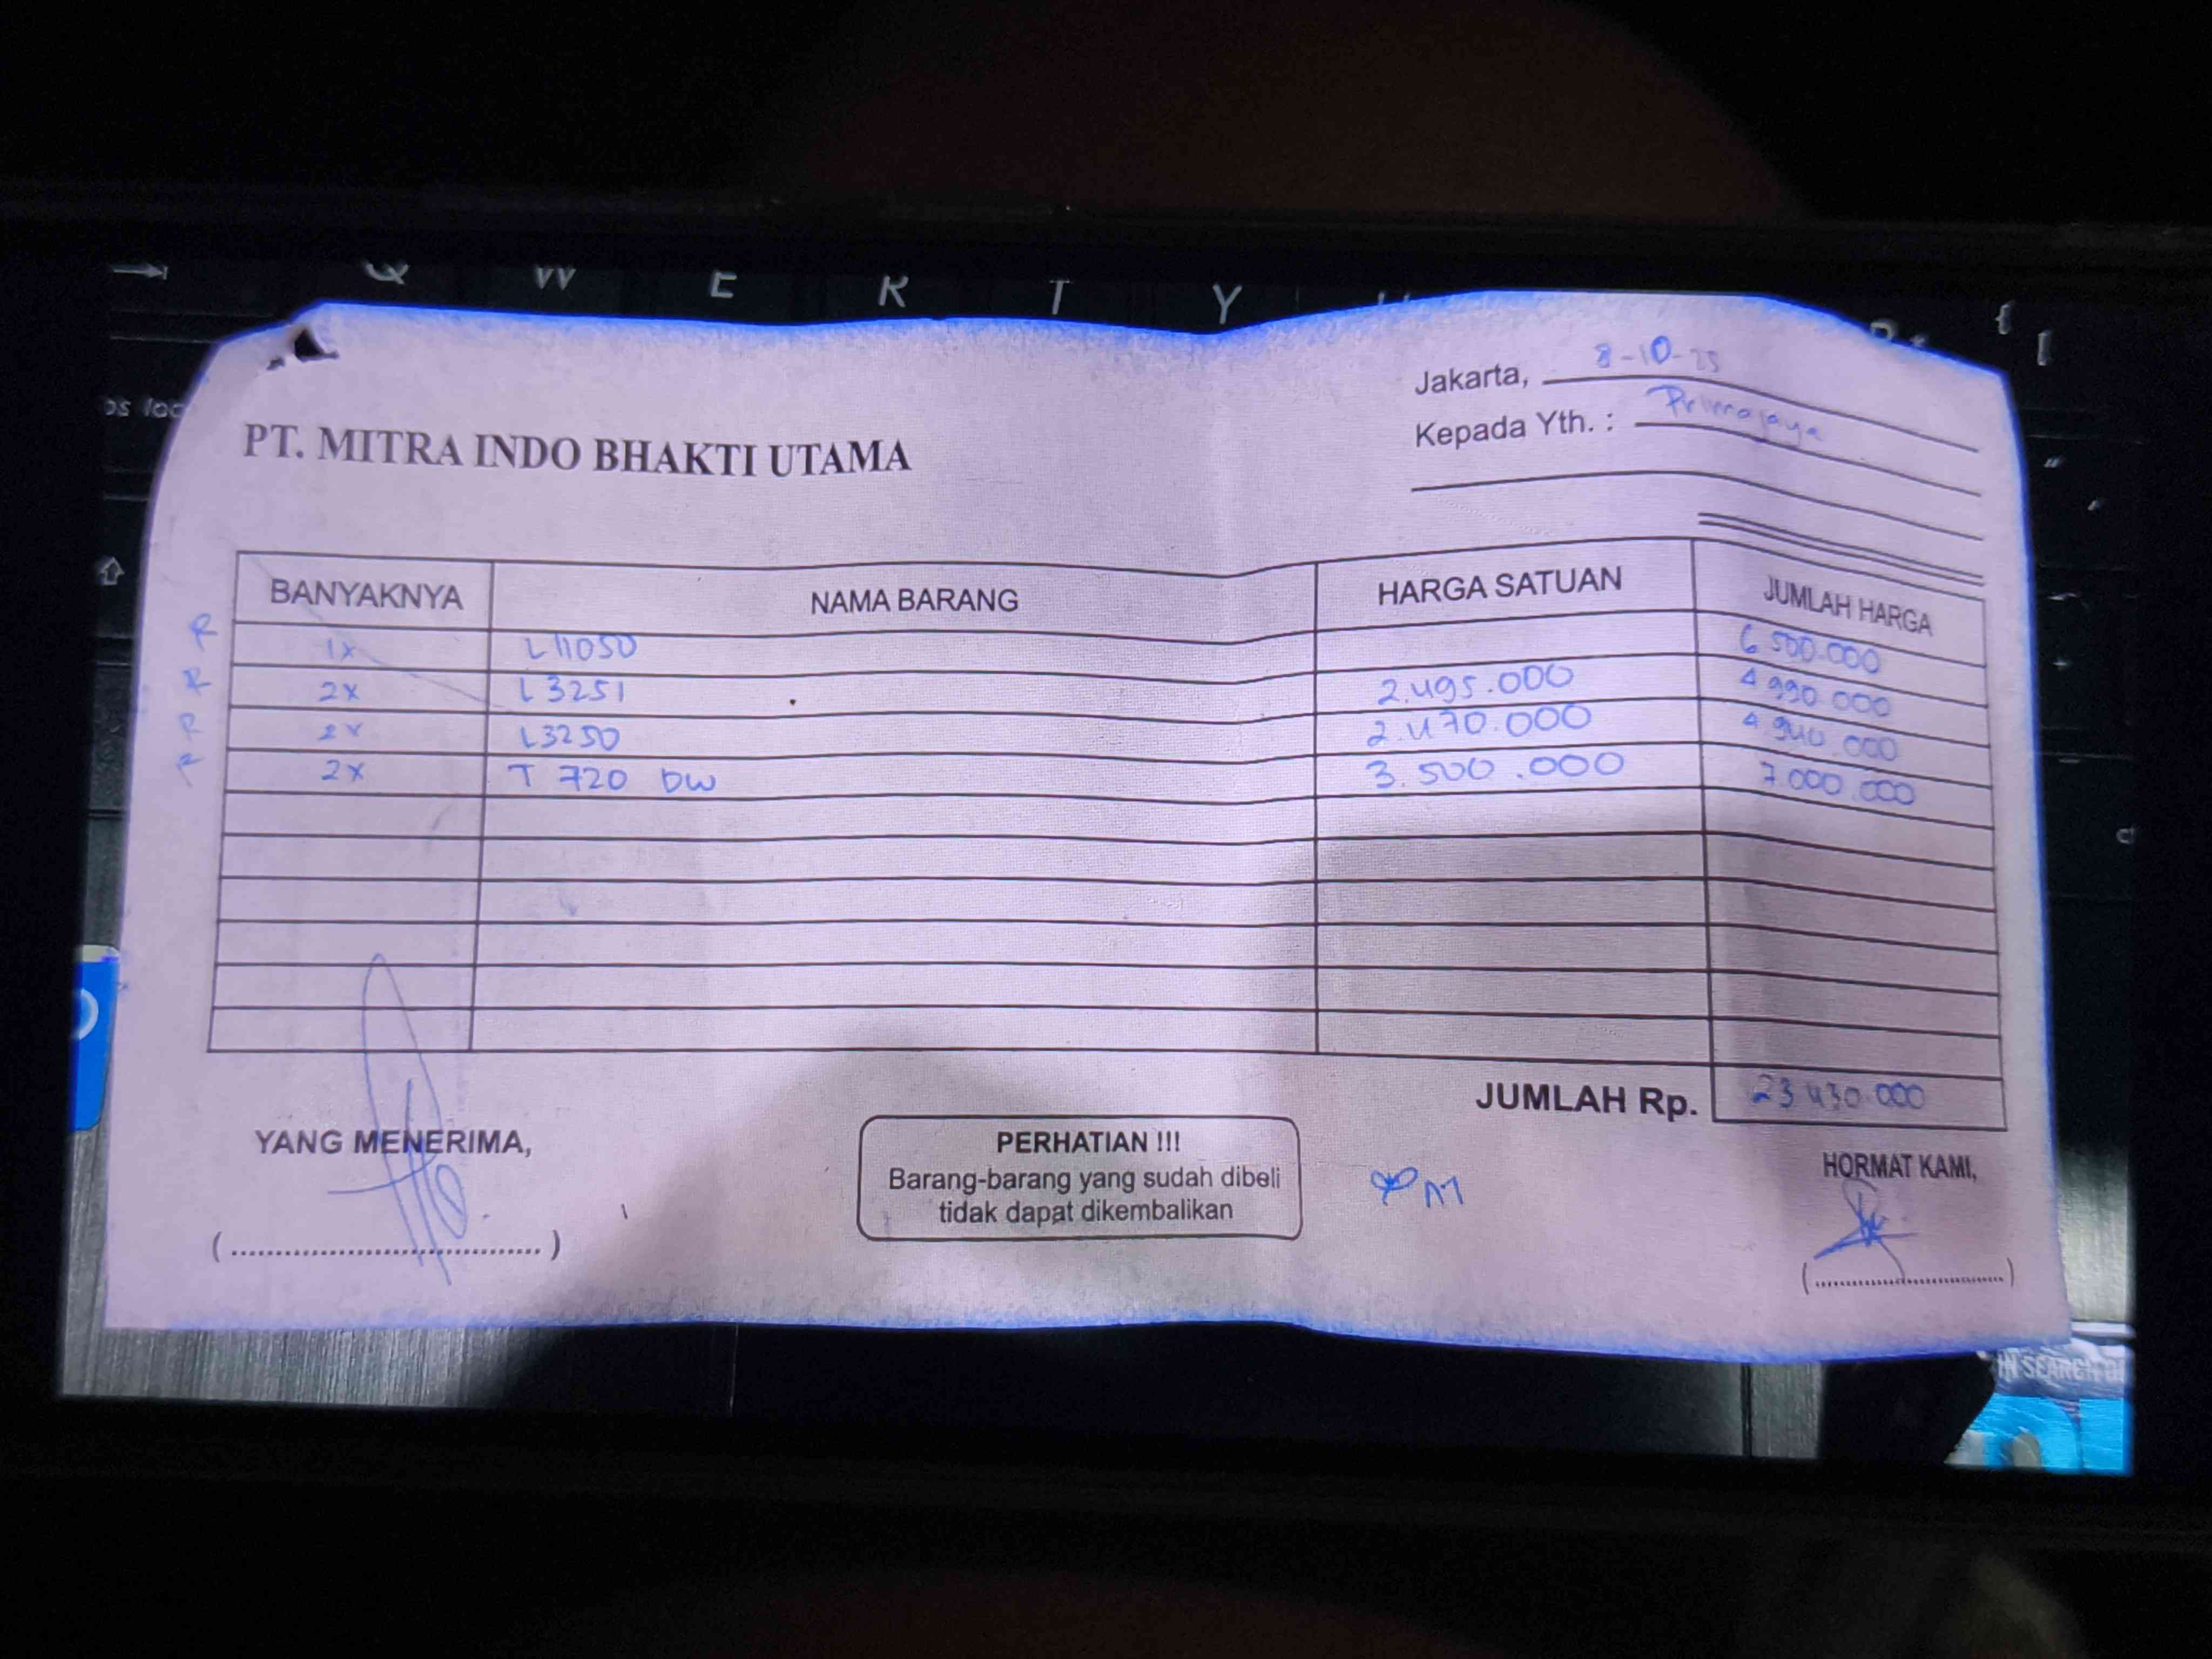 Q W E R T Y
Jakarta, 8-10-25
Kepada Yth. : Primajaya
PT. MITRA INDO BHAKTI UTAMA
BANYAKNYA NAMA BARANG HARGA SATUAN JUMLAH HARGA
R 1x L11050 6 500.000
R 2x L3251 2.495.000 4 990 000
R 2x L3250 2.470.000 4 940.000
R 2x T 720 DW 3.500.000 7.000.000
JUMLAH Rp. 23 430.000
YANG MENERIMA,
PERHATIAN !!!
Barang-barang yang sudah dibeli
tidak dapat dikembalikan
HORMAT KAMI,
(........................................)
(........................................)
IN SEARCH